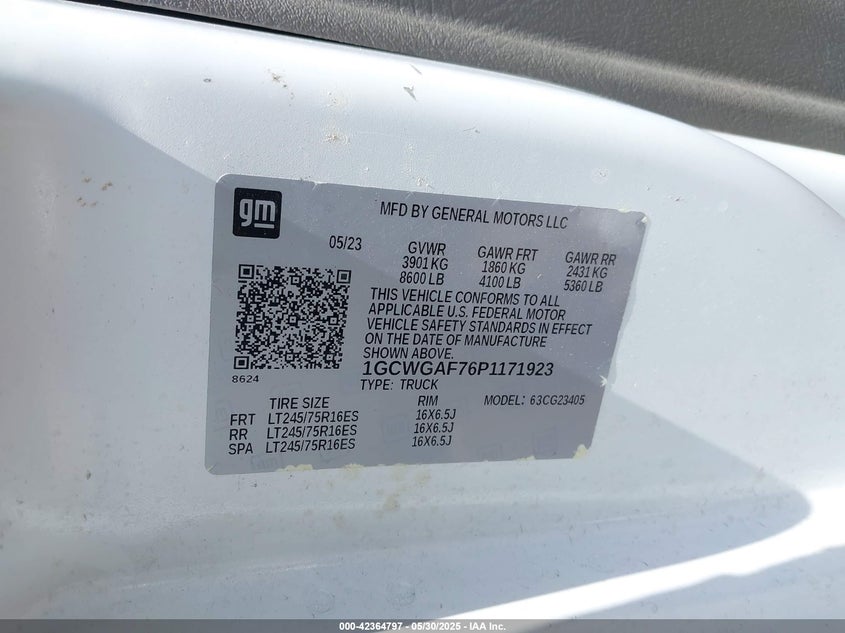 gm
MFD BY GENERAL MOTORS LLC
05/23 GVWR GAWR FRT GAWR RR
3901 KG 1860 KG 2431 KG
8600 LB 4100 LB 5360 LB
THIS VEHICLE CONFORMS TO ALL
APPLICABLE U.S. FEDERAL MOTOR
VEHICLE SAFETY STANDARDS IN EFFECT
ON THE DATE OF MANUFACTURE
SHOWN ABOVE.
8624
1GCWGAF76P1171923
TYPE: TRUCK
TIRE SIZE RIM MODEL: 63CG23405
FRT LT245/75R16ES 16X6.5J
RR LT245/75R16ES 16X6.5J
SPA LT245/75R16ES 16X6.5J
000-42364797 - 05/30/2025 - IAA Inc.